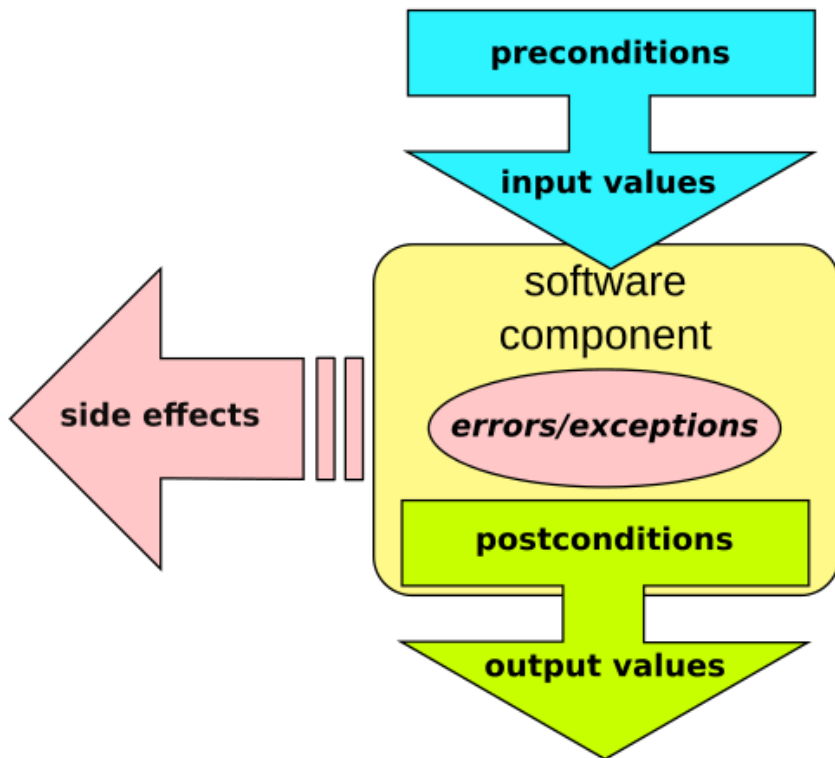 preconditions
input values
software
component
side effects
errors/exceptions
postconditions
output values